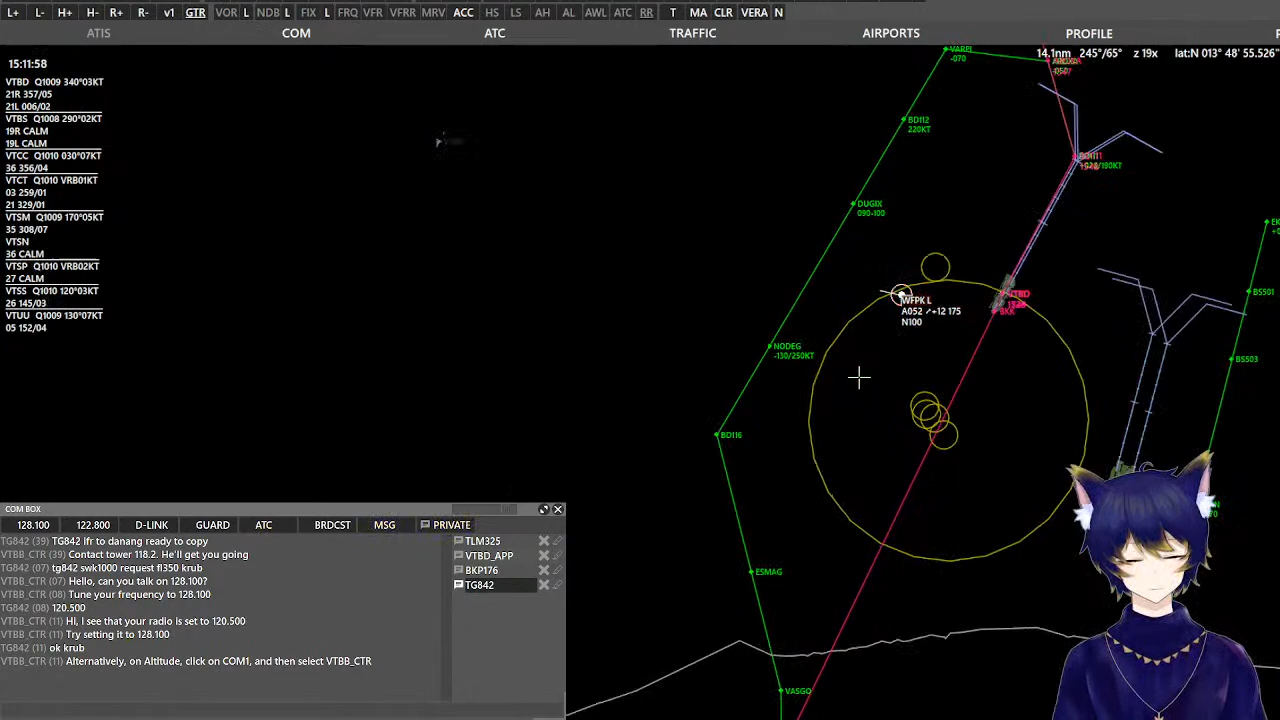 L+ L- H+ H- R+ R- v1 GTR VOR L NDB L FIX L FRQ VFR VFRR MRV ACC HS LS AH AL AWL ATC RR T MA CLR VERA N
ATIS COM ATC TRAFFIC AIRPORTS PROFILE
15:11:58
14.1nm 245°/65° z 19x lat:N 013° 48' 55.526"
VTBD Q1009 340°03KT
21R 357/05
21L 006/02
VTBS Q1008 290°02KT
19R CALM
19L CALM
VTCC Q1010 030°07KT
36 356/04
VTCT Q1010 VRB01KT
03 259/01
21 329/01
VTSM Q1009 170°05KT
35 308/07
VTSN
36 CALM
VTSP Q1010 VRB02KT
27 CALM
VTSS Q1010 120°03KT
26 145/03
VTUU Q1009 130°07KT
05 152/04
VARPI
-070
BD112
220KT
DUGIX
090-100
NODEG
-130/250KT
BD116
ESMAG
VASGO
WFPK L
A052 ↗+12 175
N100
BKK
BS501
BS503
COM BOX
128.100 122.800 D-LINK GUARD ATC BRDCST MSG PRIVATE
TG842 (39) TG842 Ifr to danang ready to copy
VTBB_CTR (39) Contact tower 118.2. He'll get you going
TG842 (07) tg842 swk1000 request fl350 krub
VTBB_CTR (07) Hello, can you talk on 128.100?
VTBB_CTR (08) Tune your frequency to 128.100
TG842 (08) 120.500
VTBB_CTR (11) Hi, I see that your radio is set to 120.500
VTBB_CTR (11) Try setting it to 128.100
TG842 (11) ok krub
VTBB_CTR (11) Alternatively, on Altitude, click on COM1, and then select VTBB_CTR
TLM325
VTBD_APP
BKP176
TG842